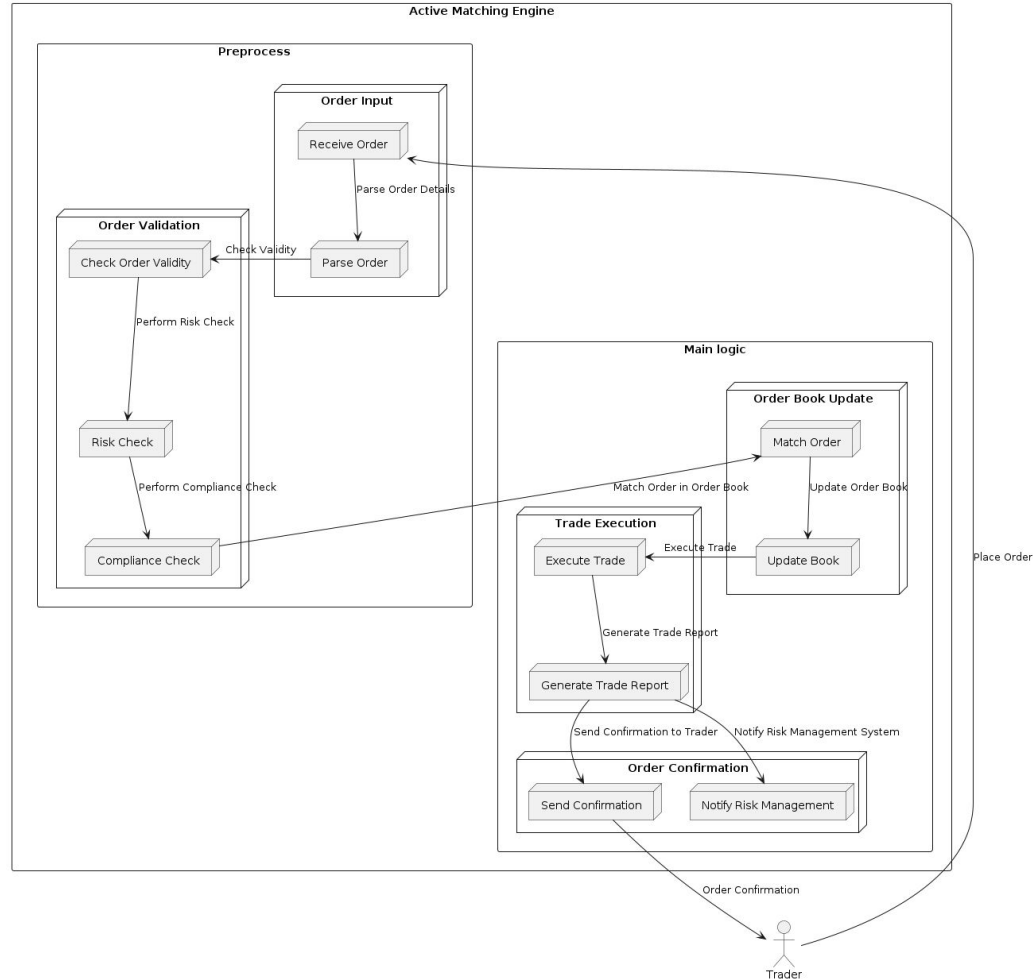 Active Matching Engine
Preprocess
Order Input
Receive Order
Parse Order Details
Order Validation
Check Order Validity
Check Validity
Parse Order
Perform Risk Check
Risk Check
Perform Compliance Check
Compliance Check
Main logic
Order Book Update
Match Order
Match Order in Order Book
Update Order Book
Trade Execution
Execute Trade
Execute Trade
Update Book
Place Order
Generate Trade Report
Generate Trade Report
Send Confirmation to Trader
Notify Risk Management System
Order Confirmation
Send Confirmation
Notify Risk Management
Order Confirmation
Trader